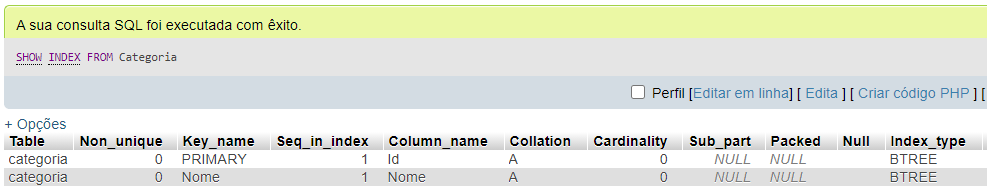 A sua consulta SQL foi executada com êxito.
SHOW INDEX FROM Categoria
Perfil [Editar em linha] [ Edita ] [ Criar código PHP ] [
+ Opções
Table Non_unique Key_name Seq_in_index Column_name Collation Cardinality Sub_part Packed Null Index_type
categoria 0 PRIMARY 1 Id A 0 NULL NULL BTREE
categoria 0 Nome 1 Nome A 0 NULL NULL BTREE